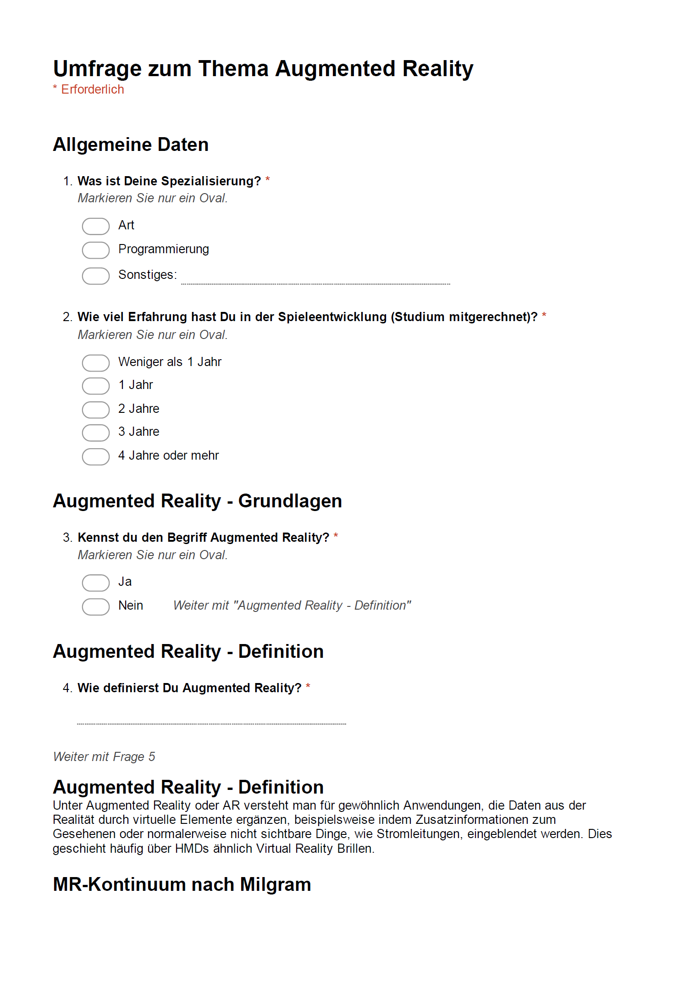 Umfrage zum Thema Augmented Reality
* Erforderlich
Allgemeine Daten
1. Was ist Deine Spezialisierung? *
Markieren Sie nur ein Oval.
Art
Programmierung
Sonstiges:
2. Wie viel Erfahrung hast Du in der Spieleentwicklung (Studium mitgerechnet)? *
Markieren Sie nur ein Oval.
Weniger als 1 Jahr
1 Jahr
2 Jahre
3 Jahre
4 Jahre oder mehr
Augmented Reality - Grundlagen
3. Kennst du den Begriff Augmented Reality? *
Markieren Sie nur ein Oval.
Ja
Nein Weiter mit "Augmented Reality - Definition"
Augmented Reality - Definition
4. Wie definierst Du Augmented Reality? *
Weiter mit Frage 5
Augmented Reality - Definition
Unter Augmented Reality oder AR versteht man für gewöhnlich Anwendungen, die Daten aus der
Realität durch virtuelle Elemente ergänzen, beispielsweise indem Zusatzinformationen zum
Gesehenen oder normalerweise nicht sichtbare Dinge, wie Stromleitungen, eingeblendet werden. Dies
geschieht häufig über HMDs ähnlich Virtual Reality Brillen.
MR-Kontinuum nach Milgram